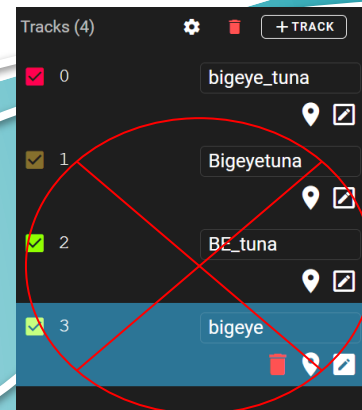 Tracks (4) + TRACK
0 bigeye_tuna
1 Bigeyetuna
2 BE_tuna
3 bigeye